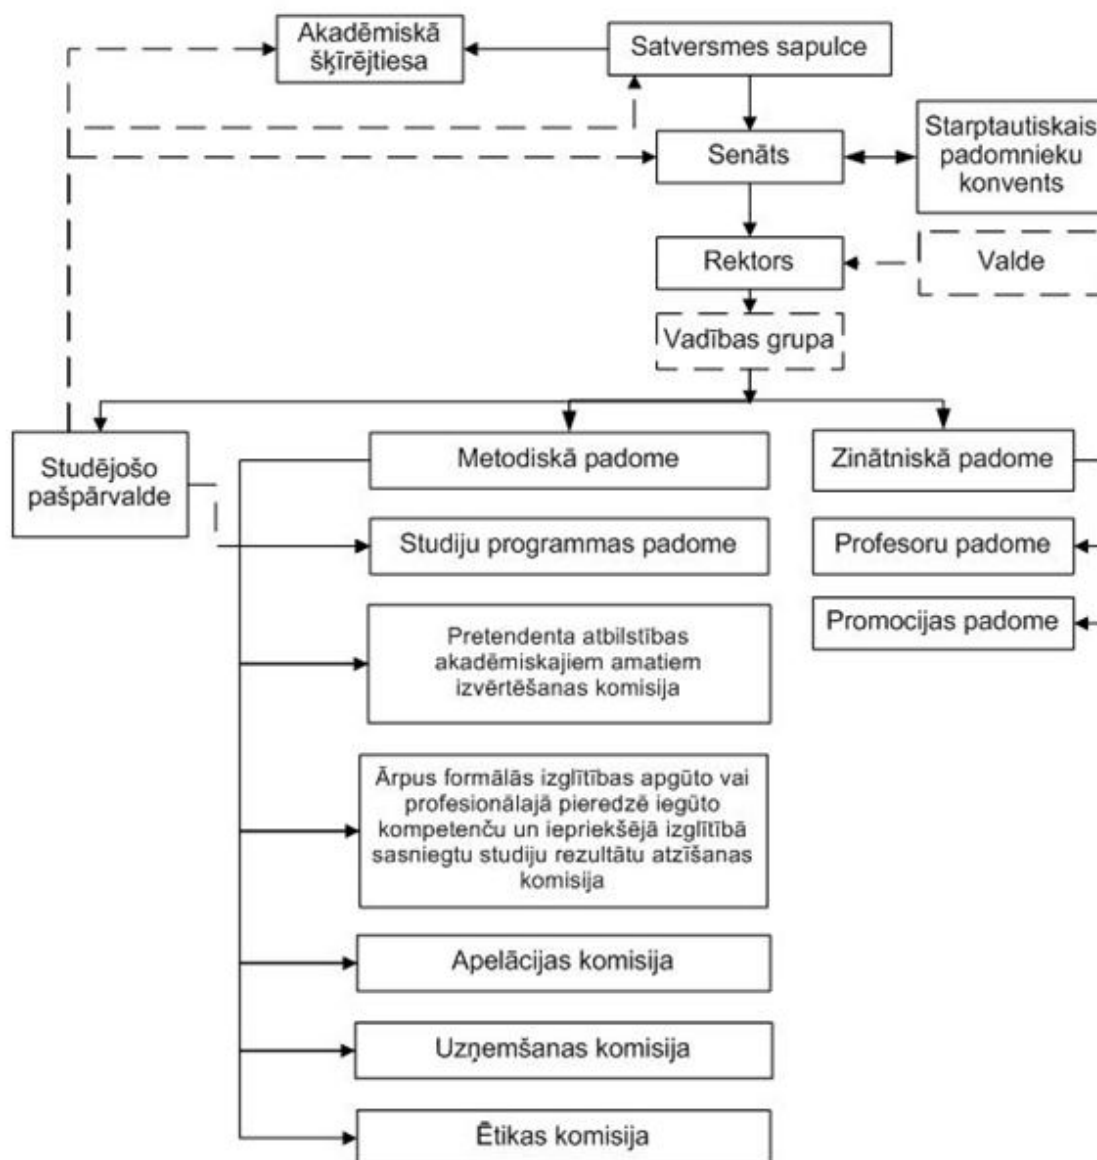 Akadēmiskā
šķīrējtiesa
Satversmes sapulce
Senāts
Starptautiskais
padomnieku
konvents
Rektors
Valde
Vadības grupa
Studējošo
pašpārvalde
Metodiskā padome
Zinātniskā padome
Studiju programmas padome
Profesoru padome
Promocijas padome
Pretendenta atbilstības
akadēmiskajiem amatiem
izvērtēšanas komisija
Ārpus formālās izglītības apgūto vai
profesionālajā pieredzē iegūto
kompetenču un iepriekšējā izglītībā
sasniegtu studiju rezultātu atzīšanas
komisija
Apelācijas komisija
Uzņemšanas komisija
Ētikas komisija